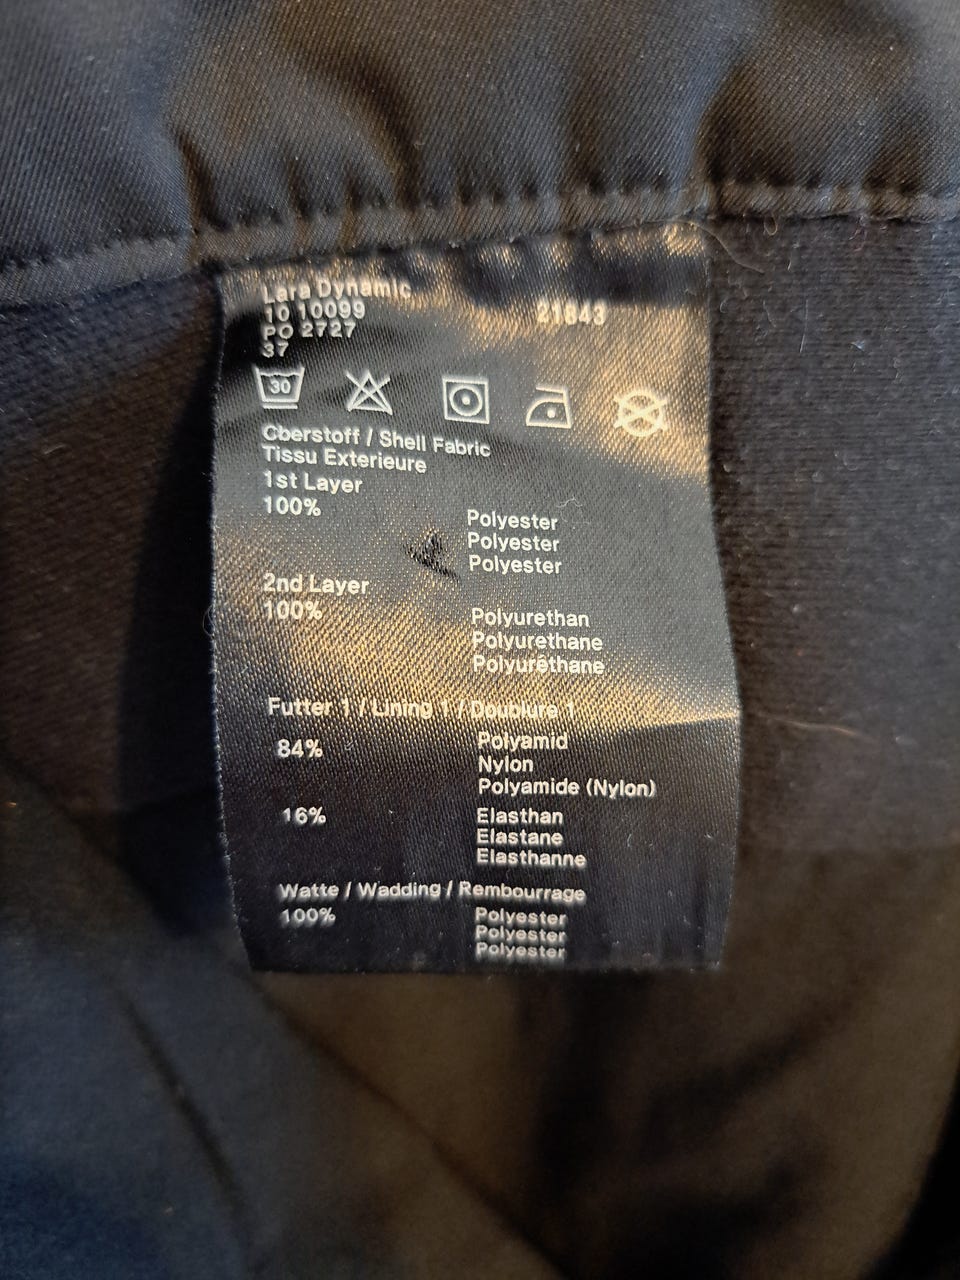 Lara Dynamic
10 10099 21843
PO 2727
37
30
Oberstoff / Shell Fabric
Tissu Exterieure
1st Layer
100% Polyester
Polyester
Polyester
2nd Layer
100% Polyurethan
Polyurethane
Polyuréthane
Futter 1 / Lining 1 / Doublure 1
84% Polyamid
Nylon
Polyamide (Nylon)
16% Elasthan
Elastane
Elasthanne
Watte / Wadding / Rembourrage
100% Polyester
Polyester
Polyester